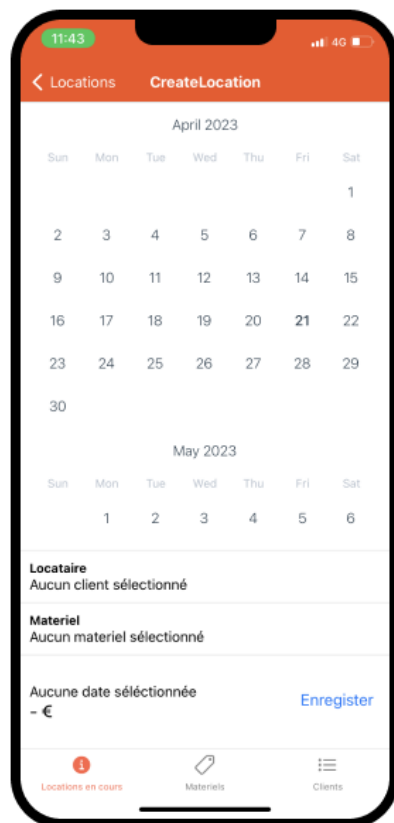 11:43 4G
Locations CreateLocation
April 2023
Sun Mon Tue Wed Thu Fri Sat
1
2 3 4 5 6 7 8
9 10 11 12 13 14 15
16 17 18 19 20 21 22
23 24 25 26 27 28 29
30
May 2023
Sun Mon Tue Wed Thu Fri Sat
1 2 3 4 5 6
Locataire
Aucun client sélectionné
Materiel
Aucun materiel sélectionné
Aucune date séléctionnée
Enregister
- €
Locations en cours Materiels Clients